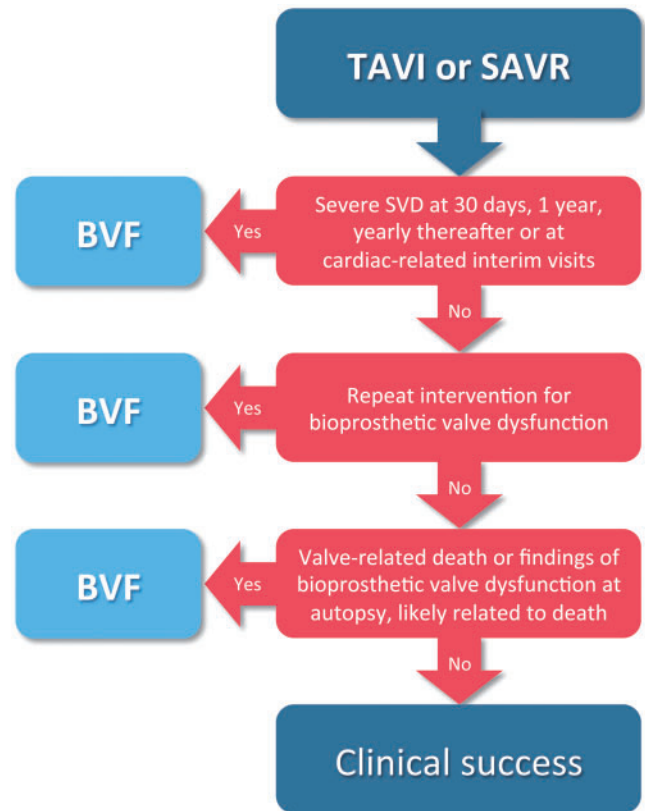 TAVI or SAVR
BVF
Yes
Severe SVD at 30 days, 1 year,
yearly thereafter or at
cardiac-related interim visits
No
BVF
Yes
Repeat intervention for
bioprosthetic valve dysfunction
No
BVF
Yes
Valve-related death or findings of
bioprosthetic valve dysfunction at
autopsy, likely related to death
No
Clinical success